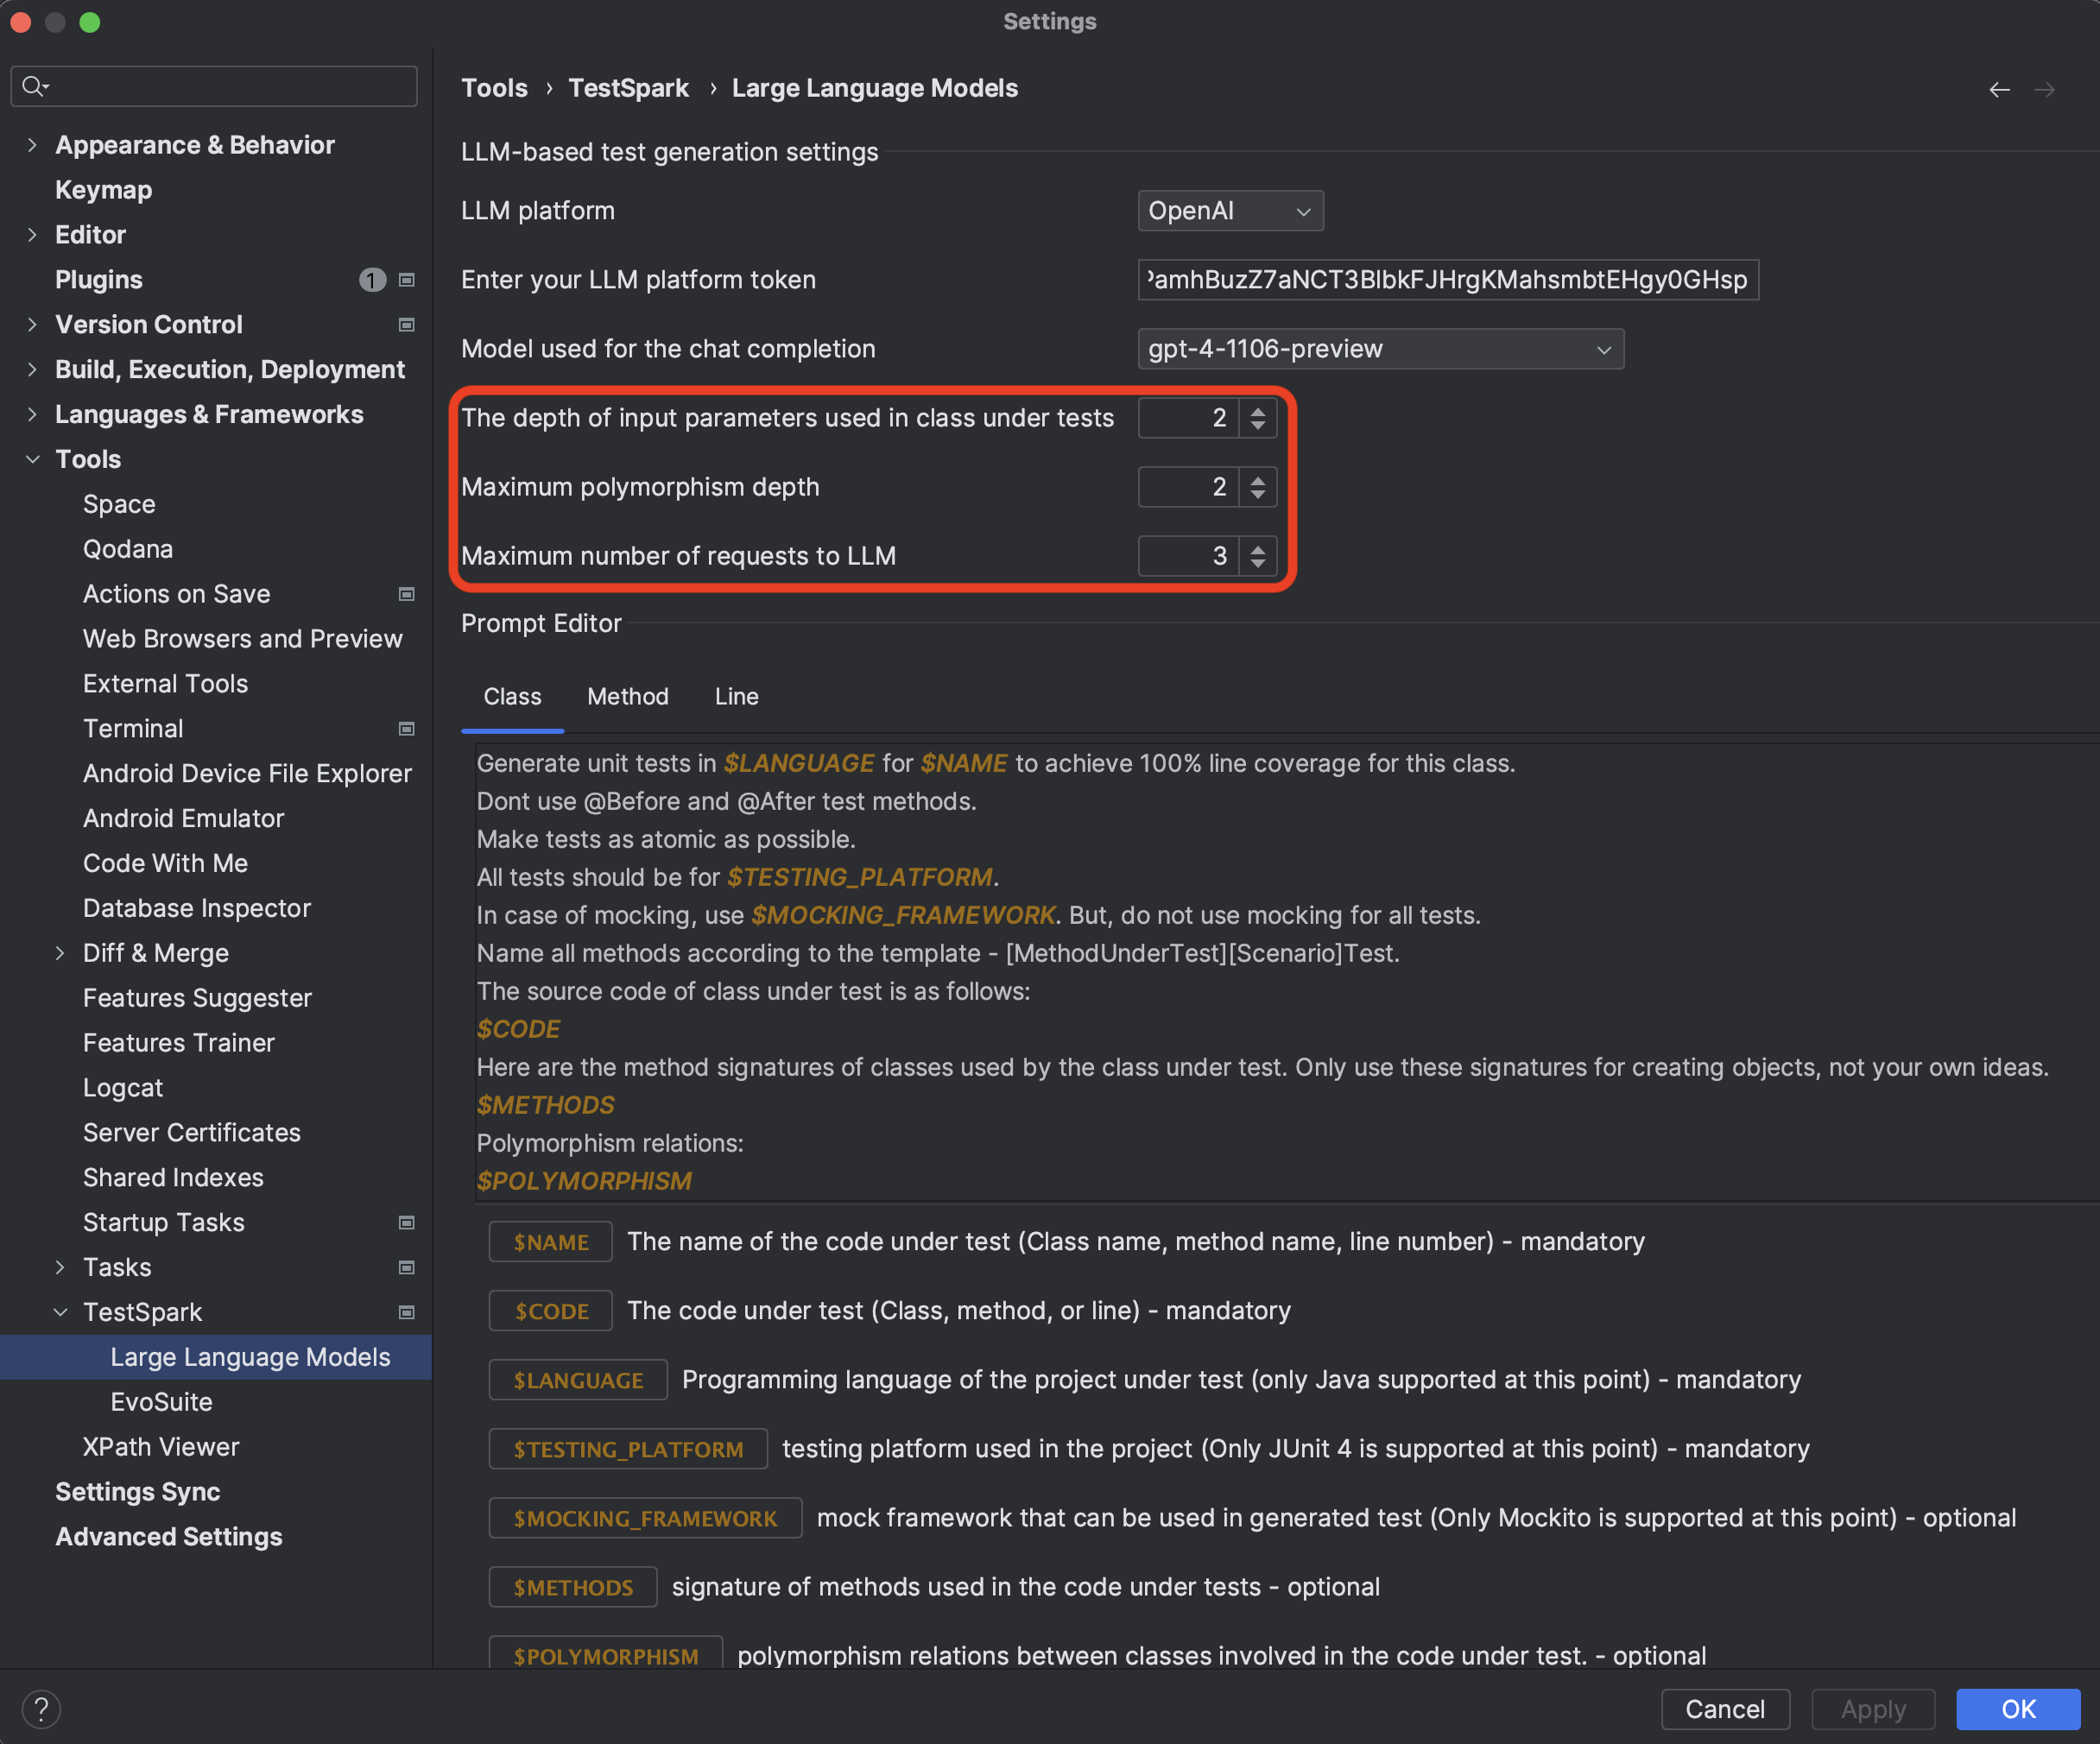 Settings
Appearance & Behavior
Keymap
Editor
Plugins 1
Version Control
Build, Execution, Deployment
Languages & Frameworks
Tools
Space
Qodana
Actions on Save
Web Browsers and Preview
External Tools
Terminal
Android Device File Explorer
Android Emulator
Code With Me
Database Inspector
Diff & Merge
Features Suggester
Features Trainer
Logcat
Server Certificates
Shared Indexes
Startup Tasks
Tasks
TestSpark
Large Language Models
EvoSuite
XPath Viewer
Settings Sync
Advanced Settings
Tools › TestSpark › Large Language Models
LLM-based test generation settings
LLM platform OpenAI
Enter your LLM platform token PamhBuzZ7aNCT3BlbkFJHrgKMahsmbtEHgy0GHsp
Model used for the chat completion gpt-4-1106-preview
The depth of input parameters used in class under tests 2
Maximum polymorphism depth 2
Maximum number of requests to LLM 3
Prompt Editor
Class Method Line
Generate unit tests in $LANGUAGE for $NAME to achieve 100% line coverage for this class.
Dont use @Before and @After test methods.
Make tests as atomic as possible.
All tests should be for $TESTING_PLATFORM.
In case of mocking, use $MOCKING_FRAMEWORK. But, do not use mocking for all tests.
Name all methods according to the template - [MethodUnderTest][Scenario]Test.
The source code of class under test is as follows:
$CODE
Here are the method signatures of classes used by the class under test. Only use these signatures for creating objects, not your own ideas.
$METHODS
Polymorphism relations:
$POLYMORPHISM
$NAME The name of the code under test (Class name, method name, line number) - mandatory
$CODE The code under test (Class, method, or line) - mandatory
$LANGUAGE Programming language of the project under test (only Java supported at this point) - mandatory
$TESTING_PLATFORM testing platform used in the project (Only JUnit 4 is supported at this point) - mandatory
$MOCKING_FRAMEWORK mock framework that can be used in generated test (Only Mockito is supported at this point) - optional
$METHODS signature of methods used in the code under tests - optional
$POLYMORPHISM polymorphism relations between classes involved in the code under test. - optional
? Cancel Apply OK